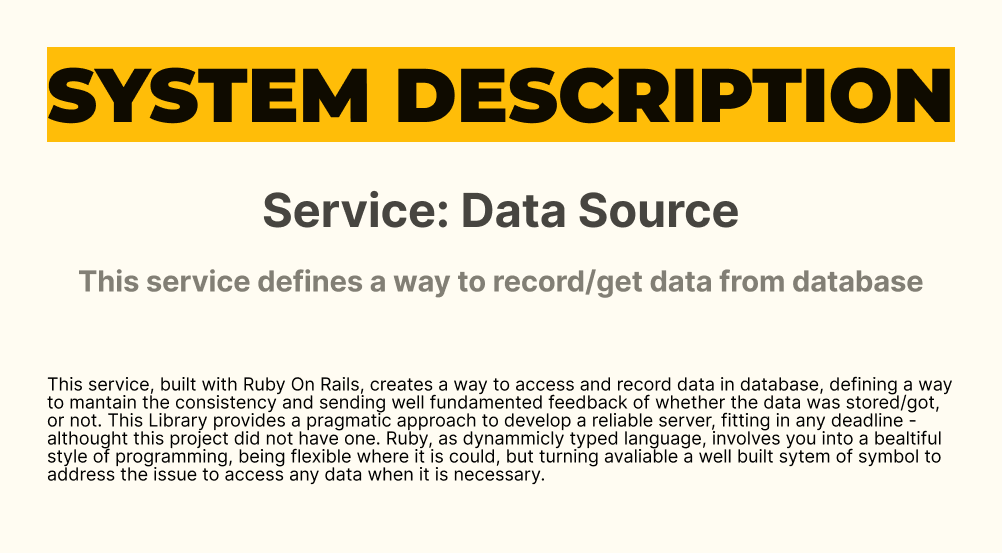 SYSTEM DESCRIPTION
Service: Data Source
This service defines a way to record/get data from database
This service, built with Ruby On Rails, creates a way to access and record data in database, defining a way
to mantain the consistency and sending well fundamented feedback of whether the data was stored/got,
or not. This Library provides a pragmatic approach to develop a reliable server, fitting in any deadline -
althought this project did not have one. Ruby, as dynammicly typed language, involves you into a bealtiful
style of programming, being flexible where it is could, but turning avaliable a well built sytem of symbol to
address the issue to access any data when it is necessary.